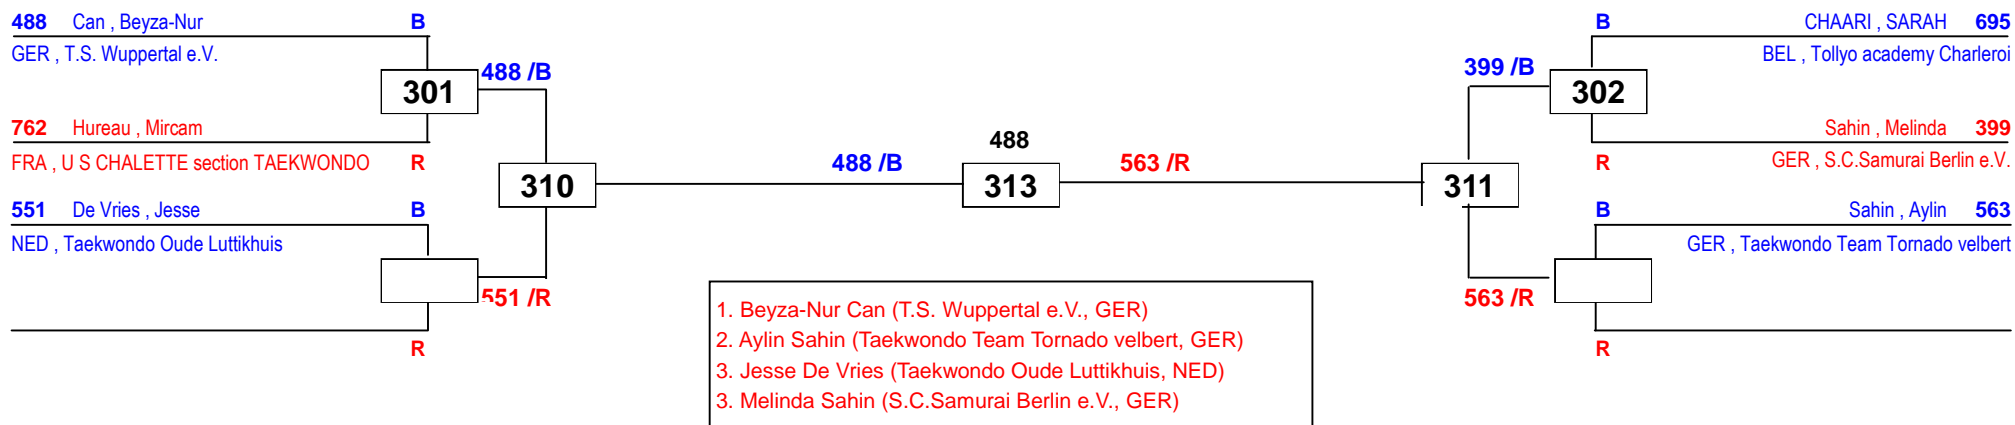 488 Can , Beyza-Nur B
GER , T.S. Wuppertal e.V.
301
488 /B
762 Hureau , Mircam
FRA , U S CHALETTE section TAEKWONDO R
310
551 De Vries , Jesse B
NED , Taekwondo Oude Luttikhuis
551 /R
R
488 /B
488
313
563 /R
B CHAARI , SARAH 695
BEL , Tollyo academy Charleroi
399 /B
302
Sahin , Melinda 399
R GER , S.C.Samurai Berlin e.V.
311
B Sahin , Aylin 563
GER , Taekwondo Team Tornado velbert
563 /R
R
1. Beyza-Nur Can (T.S. Wuppertal e.V., GER)
2. Aylin Sahin (Taekwondo Team Tornado velbert, GER)
3. Jesse De Vries (Taekwondo Oude Luttikhuis, NED)
3. Melinda Sahin (S.C.Samurai Berlin e.V., GER)